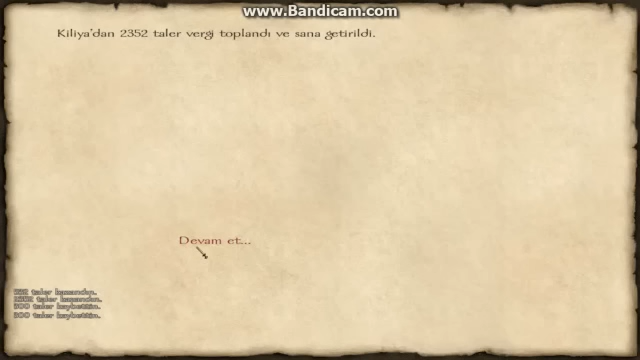 www.Bandicam.com
Kiliya'dan 2352 taler vergi toplandı ve sana getirildi.
Devam et...
taler kazandın.
2352 taler kazandın.
300 taler kaybettin.
300 taler kaybettin.